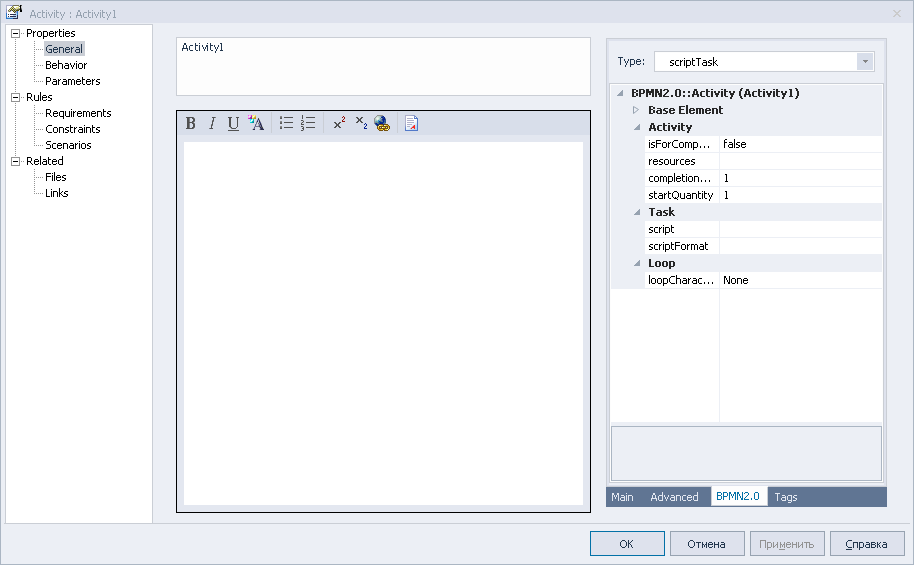 Activity : Activity1
Properties
General
Behavior
Parameters
Rules
Requirements
Constraints
Scenarios
Related
Files
Links
Activity1
B I U A x² x₂
Type: scriptTask
BPMN2.0::Activity (Activity1)
Base Element
Activity
isForComp... false
resources
completion... 1
startQuantity 1
Task
script
scriptFormat
Loop
loopCharac... None
Main Advanced BPMN2.0 Tags
OK Отмена Применить Справка